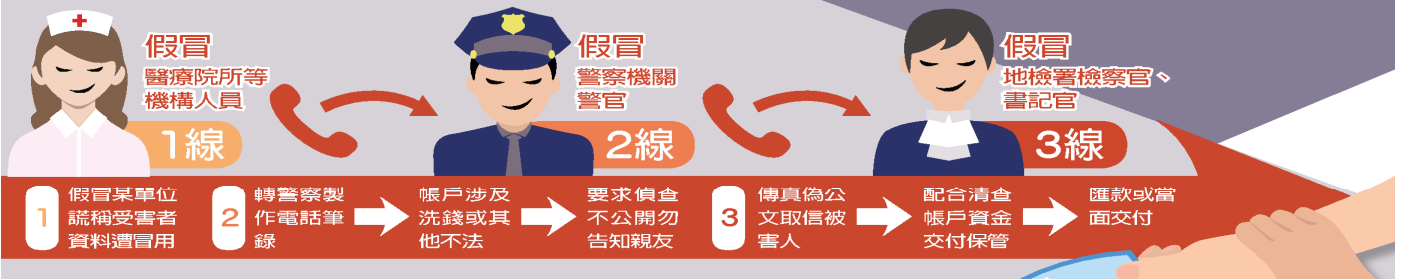 假冒
醫療院所等
機構人員
1線
假冒
警察機關
警官
2線
假冒
地檢署檢察官、
書記官
3線
1
假冒某單位
謊稱受害者
資料遭冒用
2
轉警察製
作電話筆
錄
帳戶涉及
洗錢或其
他不法
要求偵查
不公開勿
告知親友
3
傳真偽公
文取信被
害人
配合清查
帳戶資金
交付保管
匯款或當
面交付